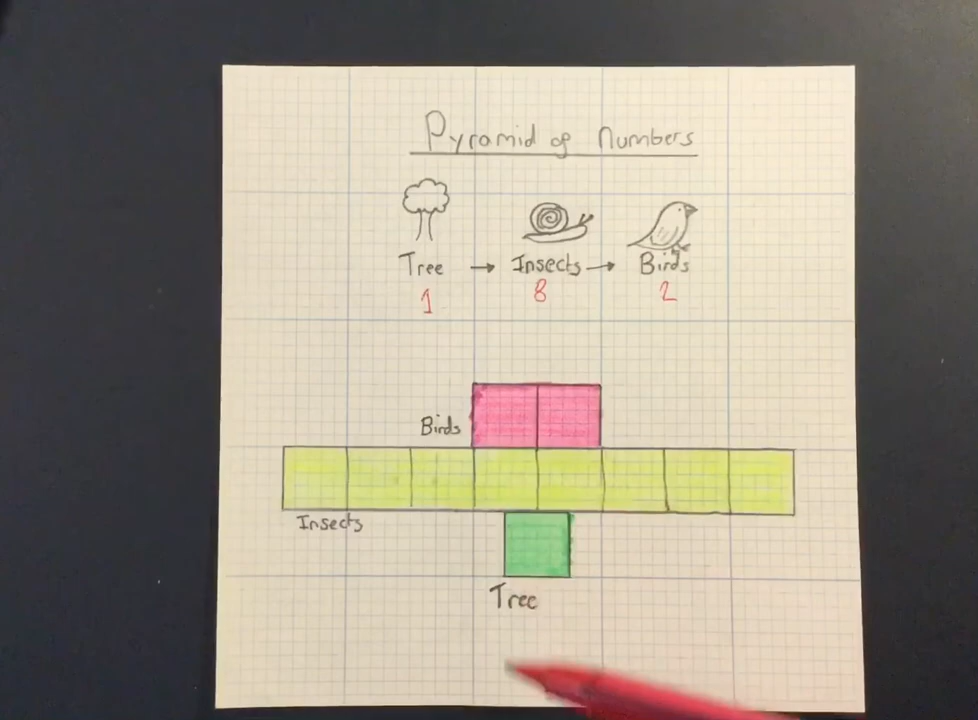 Pyramid of Numbers
Tree → Insects → Birds
1 8 2
Birds
Insects
Tree